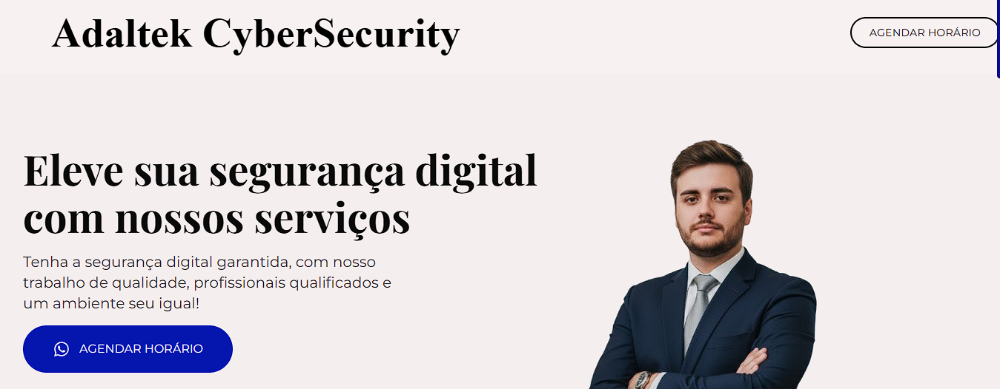 Adaltek CyberSecurity
AGENDAR HORÁRIO
Eleve sua segurança digital
com nossos serviços
Tenha a segurança digital garantida, com nosso
trabalho de qualidade, profissionais qualificados e
um ambiente seu igual!
AGENDAR HORÁRIO